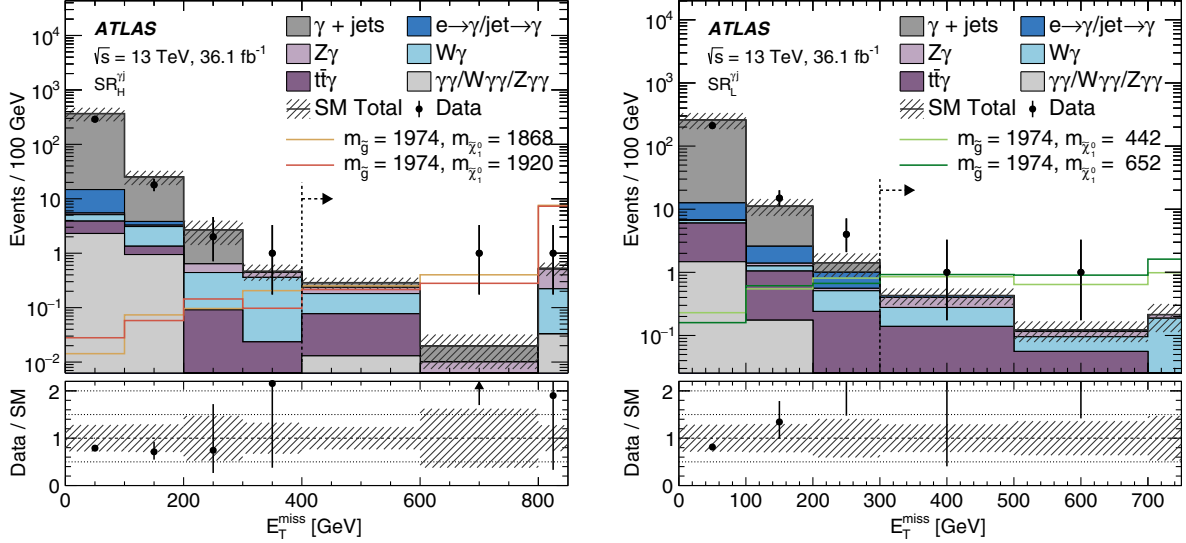 ATLAS
√s = 13 TeV, 36.1 fb⁻¹
SR_H^γj
γ + jets
e→γ/jet→γ
Zγ
Wγ
tt̄γ
γγ/Wγγ/Zγγ
SM Total
Data
m_g̃ = 1974, m_χ̃₁⁰ = 1868
m_g̃ = 1974, m_χ̃₁⁰ = 1920
Events / 100 GeV
10⁴
10³
10²
10
1
10⁻¹
10⁻²
Data / SM
2
1
0
0 200 400 600 800
E_T^miss [GeV]
ATLAS
√s = 13 TeV, 36.1 fb⁻¹
SR_L^γj
γ + jets
e→γ/jet→γ
Zγ
Wγ
tt̄γ
γγ/Wγγ/Zγγ
SM Total
Data
m_g̃ = 1974, m_χ̃₁⁰ = 442
m_g̃ = 1974, m_χ̃₁⁰ = 652
Events / 100 GeV
10⁴
10³
10²
10
1
10⁻¹
Data / SM
2
1
0
0 100 200 300 400 500 600 700
E_T^miss [GeV]